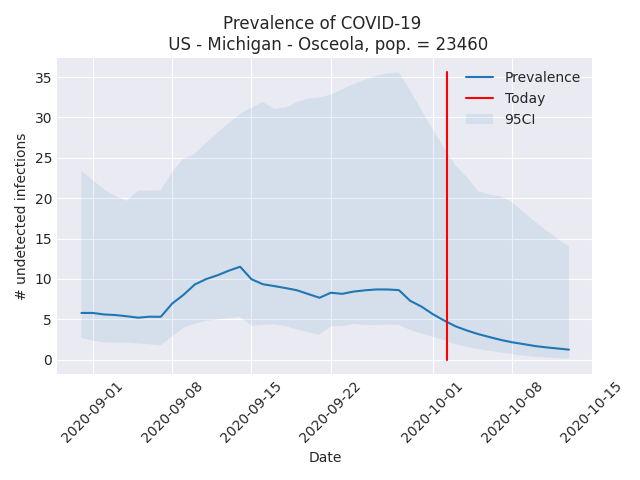 Prevalence of COVID-19
US - Michigan - Osceola, pop. = 23460
# undetected infections
35
30
25
20
15
10
5
0
Prevalence
Today
95CI
2020-09-01
2020-09-08
2020-09-15
2020-09-22
2020-10-01
2020-10-08
2020-10-15
Date